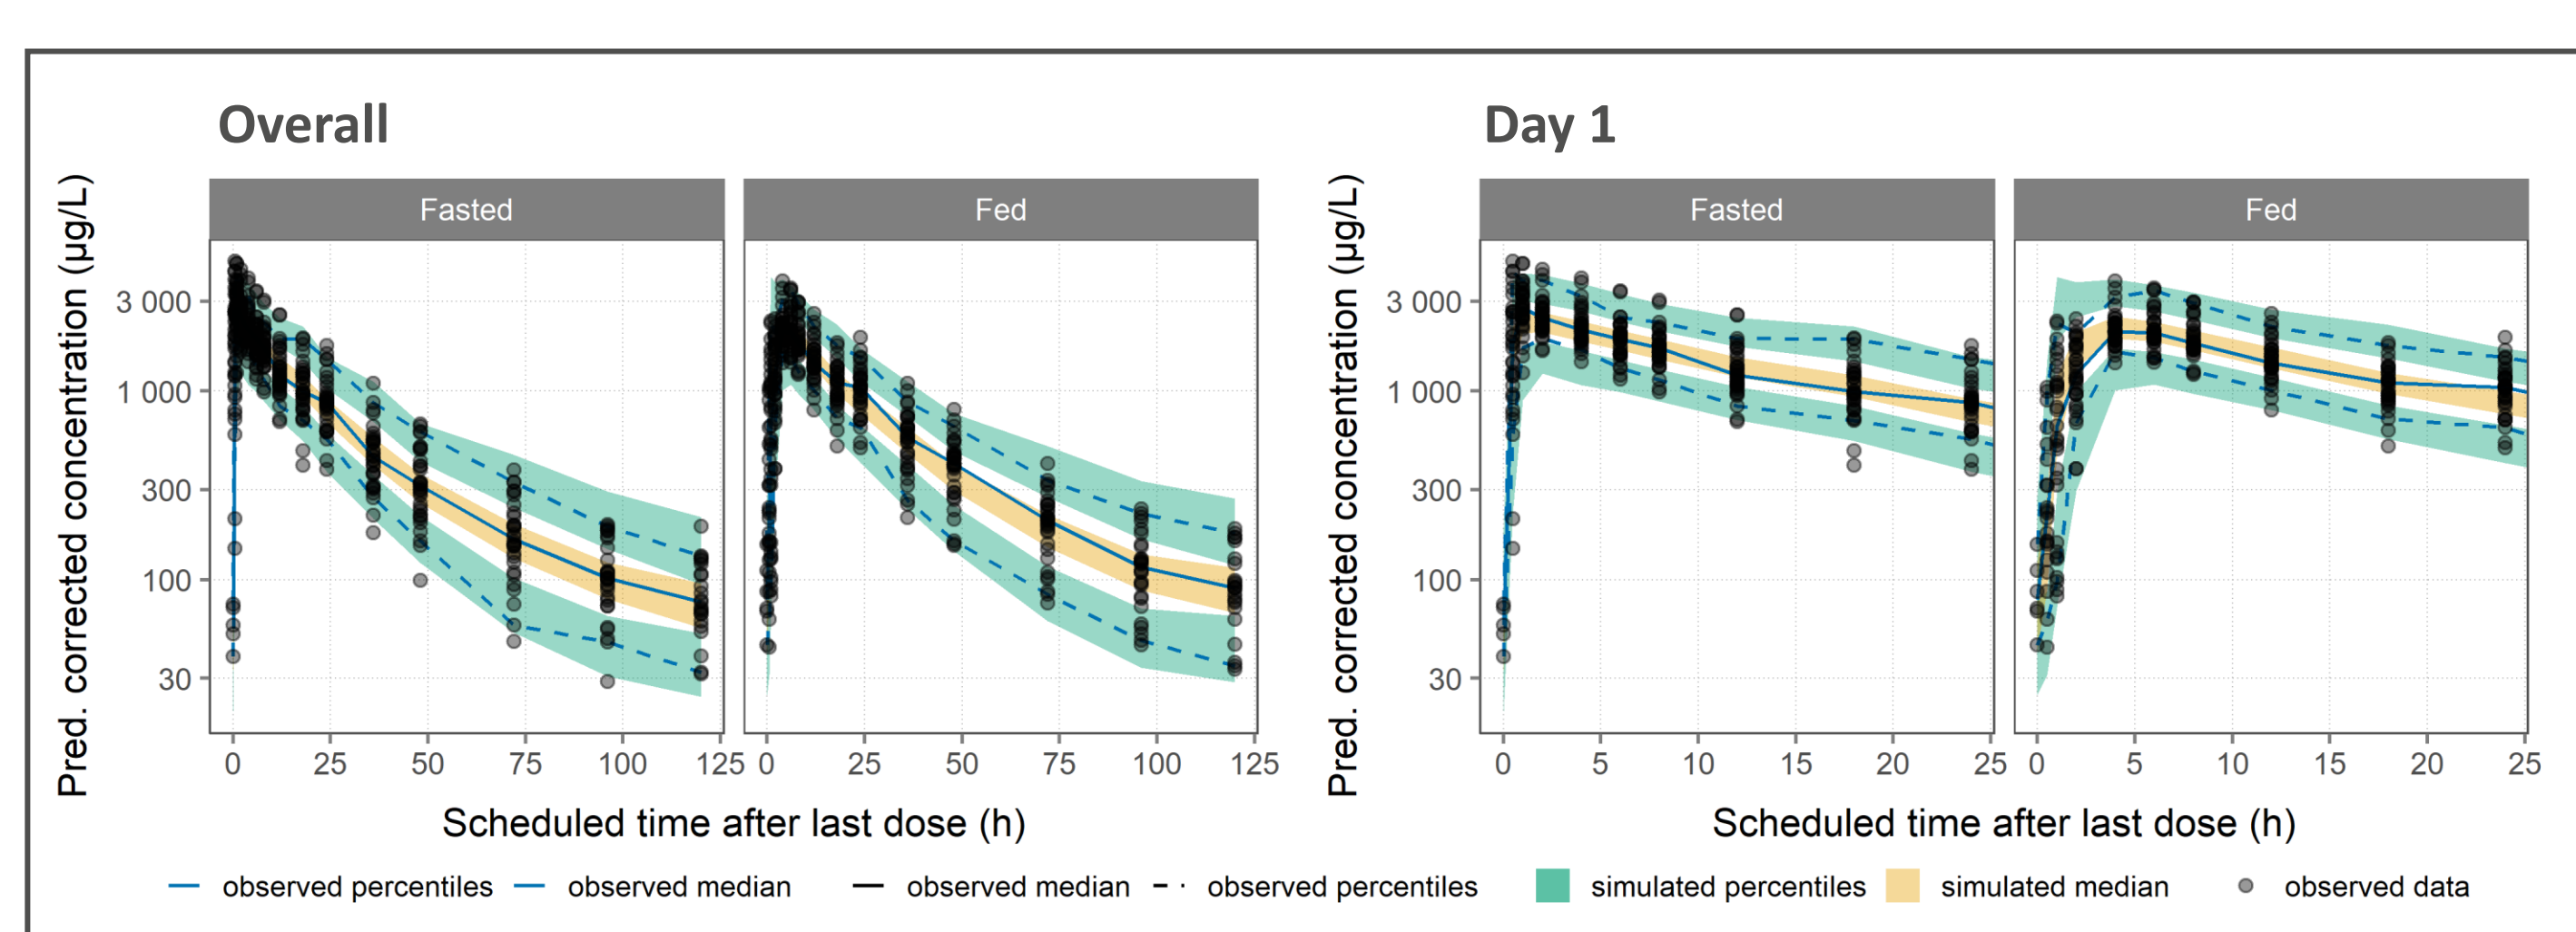 Overall
Day 1
Fasted
Fed
Fasted
Fed
Pred. corrected concentration (µg/L)
3 000
1 000
300
100
30
0 25 50 75 100 125
0 25 50 75 100 125
Scheduled time after last dose (h)
Pred. corrected concentration (µg/L)
3 000
1 000
300
100
30
0 5 10 15 20 25
0 5 10 15 20 25
Scheduled time after last dose (h)
observed percentiles observed median observed median observed percentiles simulated percentiles simulated median observed data